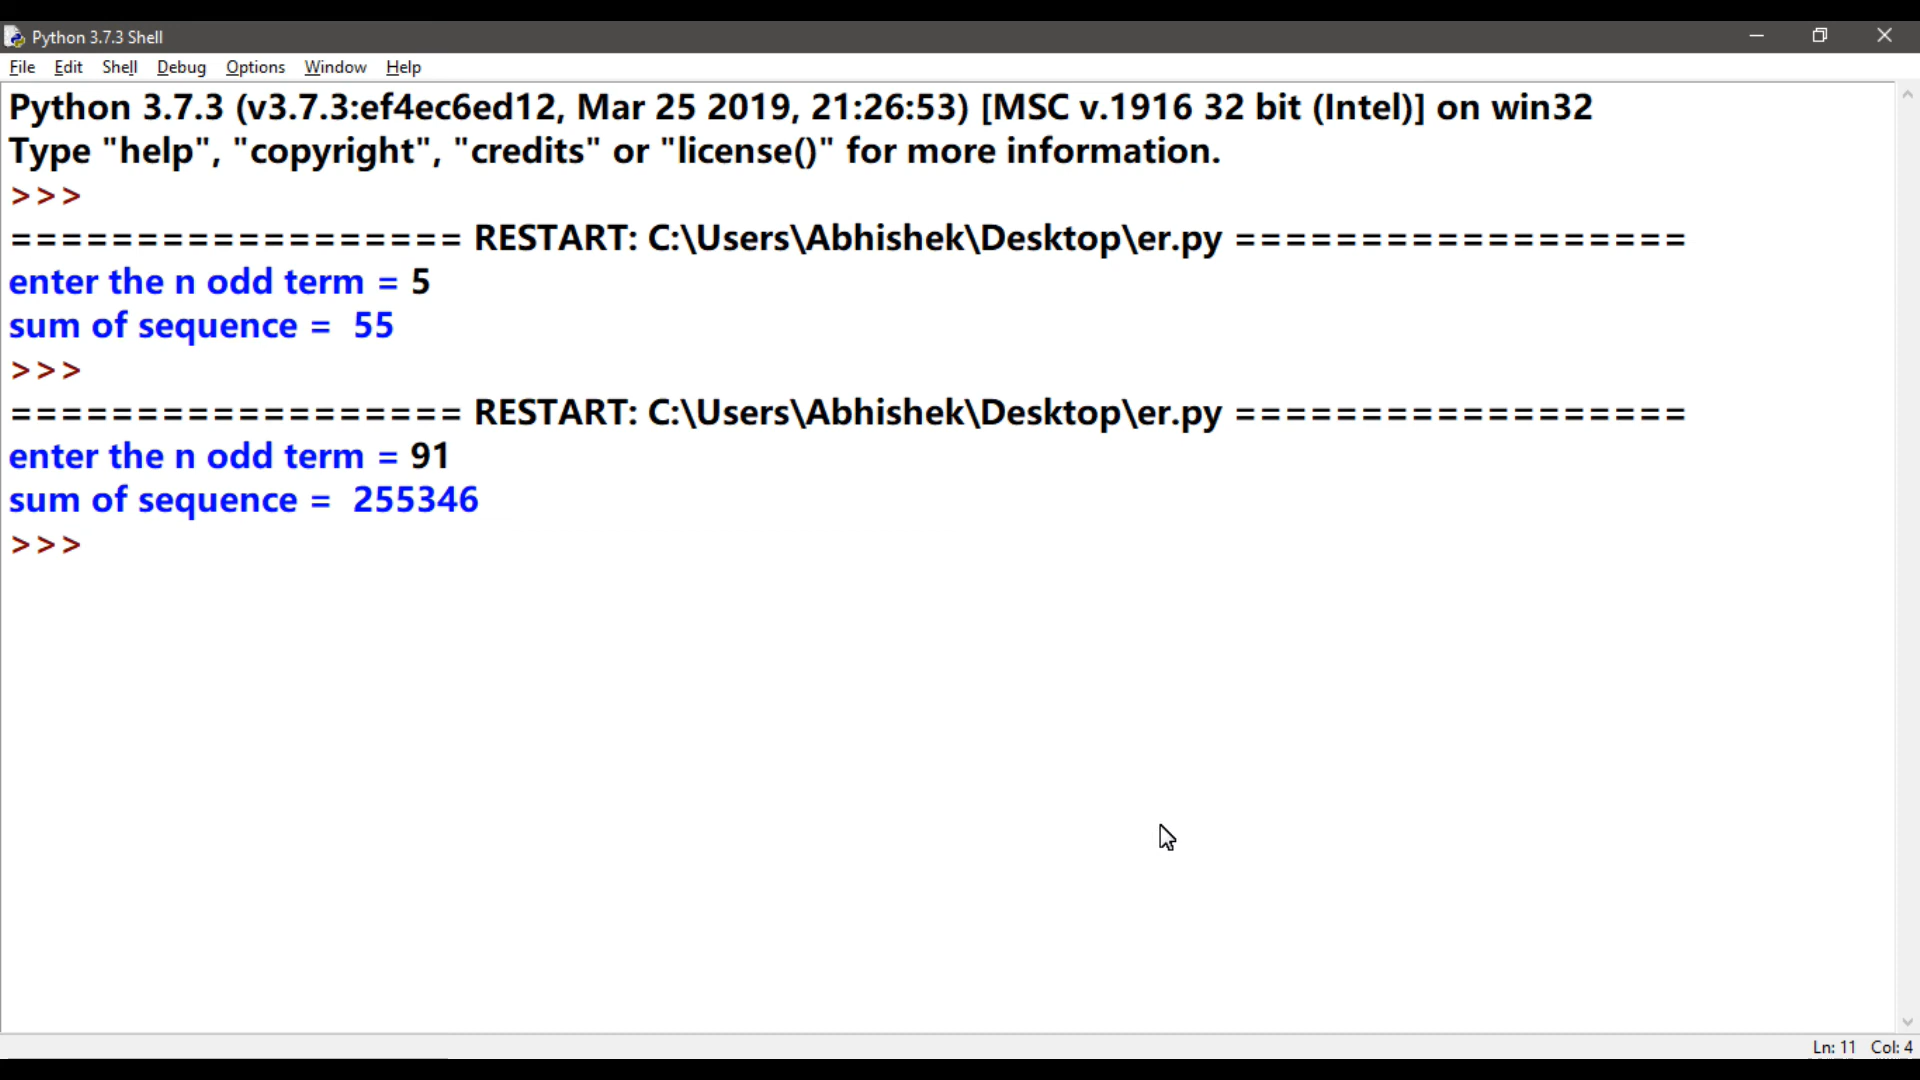 Python 3.7.3 Shell
File Edit Shell Debug Options Window Help
Python 3.7.3 (v3.7.3:ef4ec6ed12, Mar 25 2019, 21:26:53) [MSC v.1916 32 bit (Intel)] on win32
Type "help", "copyright", "credits" or "license()" for more information.
>>>
================== RESTART: C:\Users\Abhishek\Desktop\er.py ==================
enter the n odd term = 5
sum of sequence =  55
>>>
================== RESTART: C:\Users\Abhishek\Desktop\er.py ==================
enter the n odd term = 91
sum of sequence =  255346
>>>
Ln: 11 Col: 4